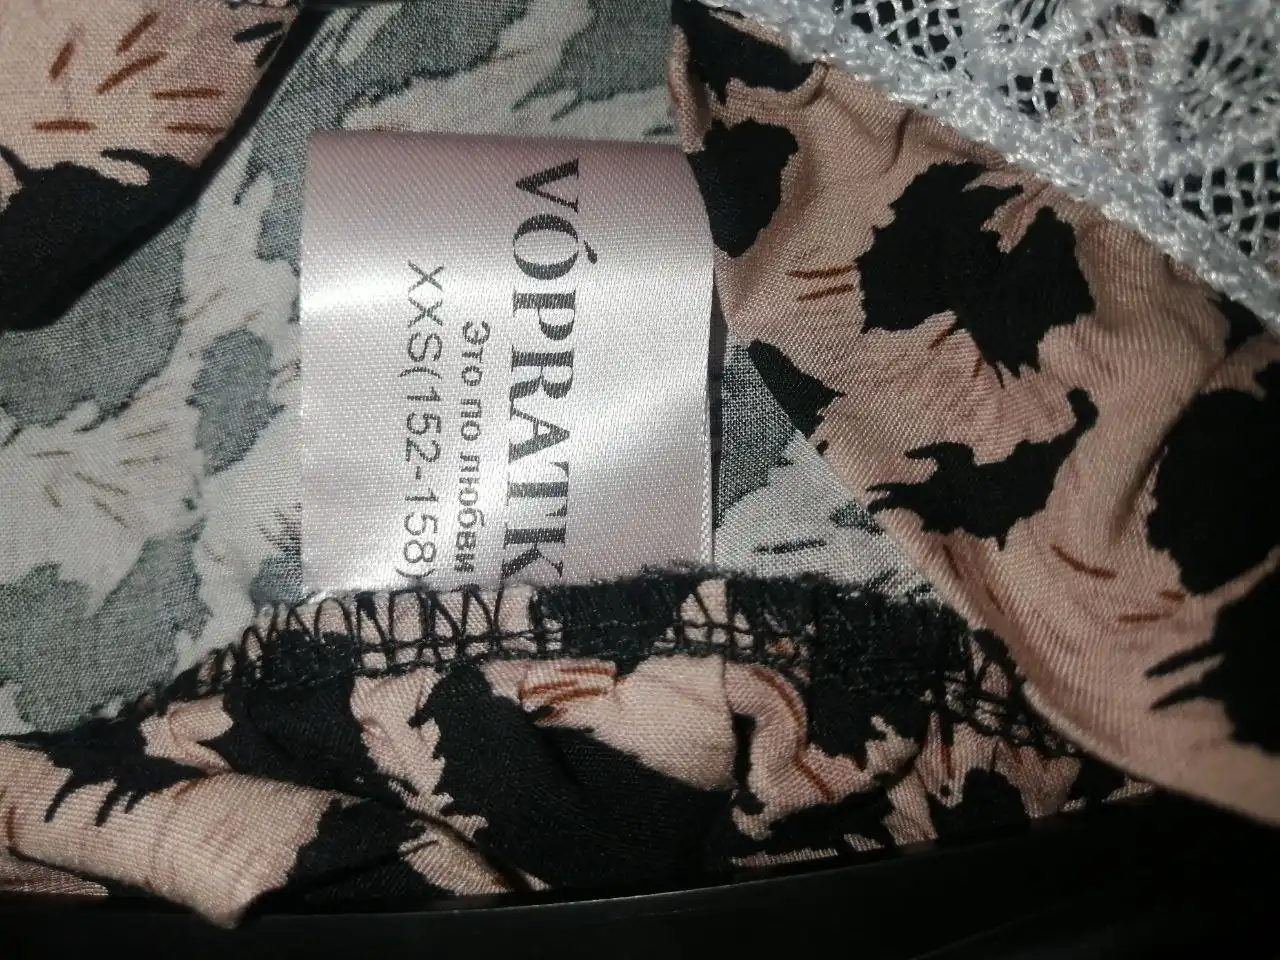 VÓPRATK
Это по любви
XXS(152-158)